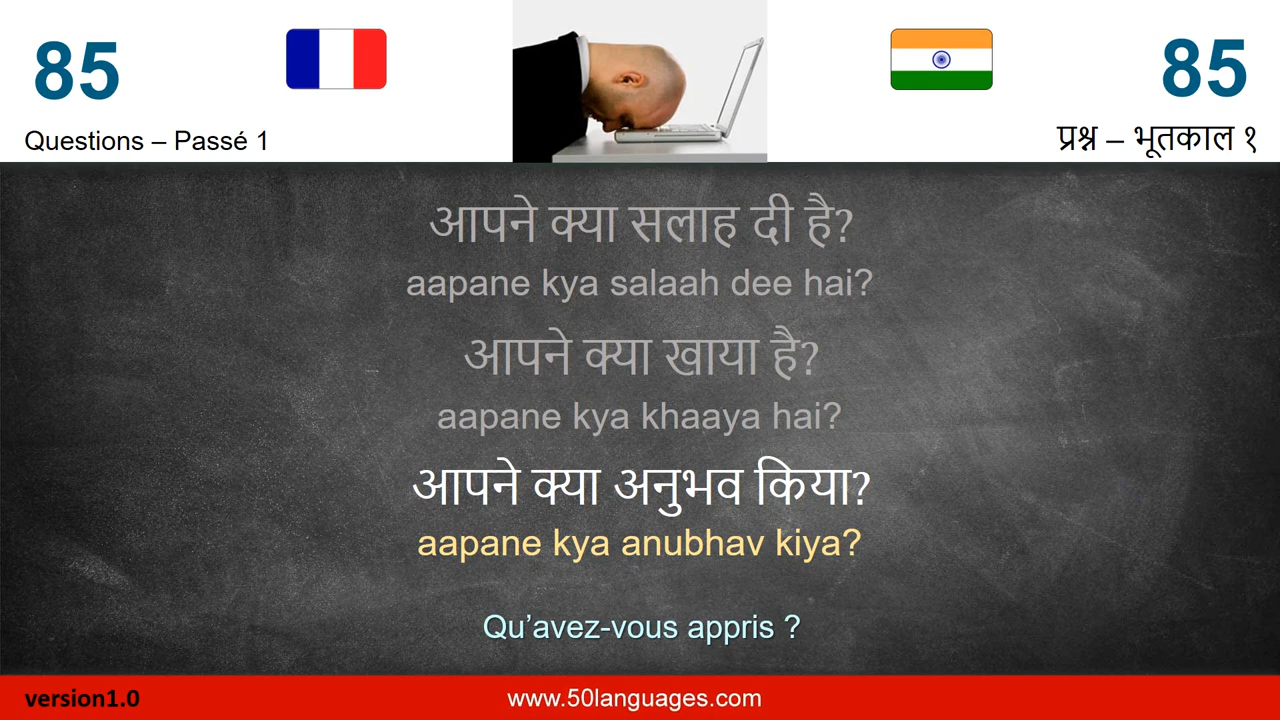 85
85
Questions – Passé 1
प्रश्न – भूतकाल १
आपने क्या सलाह दी है?
aapane kya salaah dee hai?
आपने क्या खाया है?
aapane kya khaaya hai?
आपने क्या अनुभव किया?
aapane kya anubhav kiya?
Qu’avez-vous appris ?
version1.0
www.50languages.com